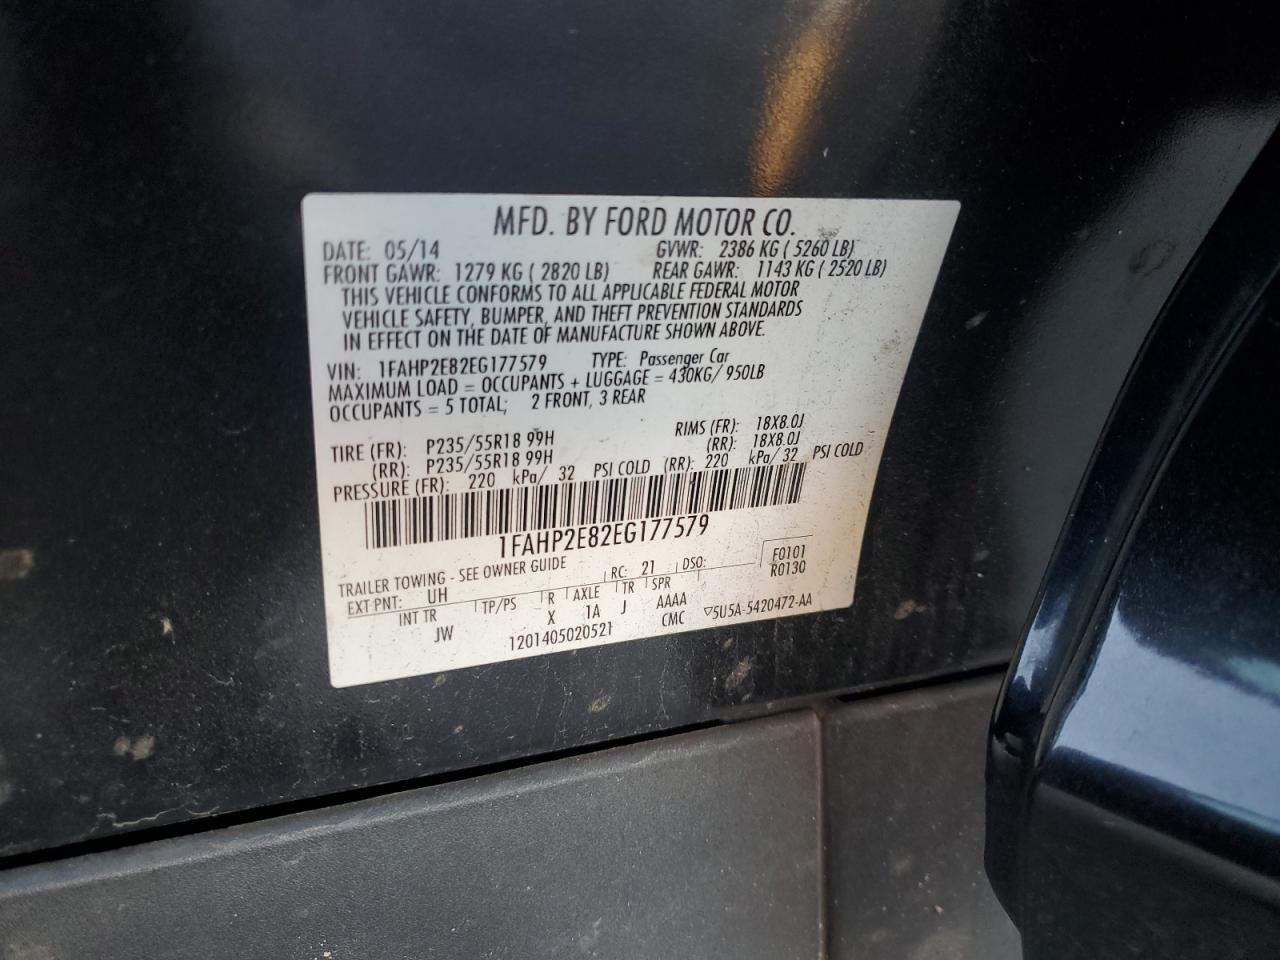 MFD. BY FORD MOTOR CO.
DATE: 05/14 GVWR: 2386 KG ( 5260 LB)
FRONT GAWR: 1279 KG ( 2820 LB) REAR GAWR: 1143 KG ( 2520 LB)
THIS VEHICLE CONFORMS TO ALL APPLICABLE FEDERAL MOTOR
VEHICLE SAFETY, BUMPER, AND THEFT PREVENTION STANDARDS
IN EFFECT ON THE DATE OF MANUFACTURE SHOWN ABOVE.
VIN: 1FAHP2E82EG177579 TYPE: Passenger Car
MAXIMUM LOAD = OCCUPANTS + LUGGAGE = 430KG/ 950LB
OCCUPANTS = 5 TOTAL; 2 FRONT, 3 REAR
TIRE (FR): P235/55R18 99H RIMS (FR): 18X8.0J
(RR): P235/55R18 99H (RR): 18X8.0J
PRESSURE (FR): 220 kPa/ 32 PSI COLD (RR): 220 kPa/ 32 PSI COLD
1FAHP2E82EG177579
TRAILER TOWING - SEE OWNER GUIDE F0101
EXT PNT: UH RC: 21 DSO: R0130
INT TR TP/PS R AXLE TR SPR
JW X 1A J AAAA ▽5U5A-5420472-AA
1201405020521 CMC